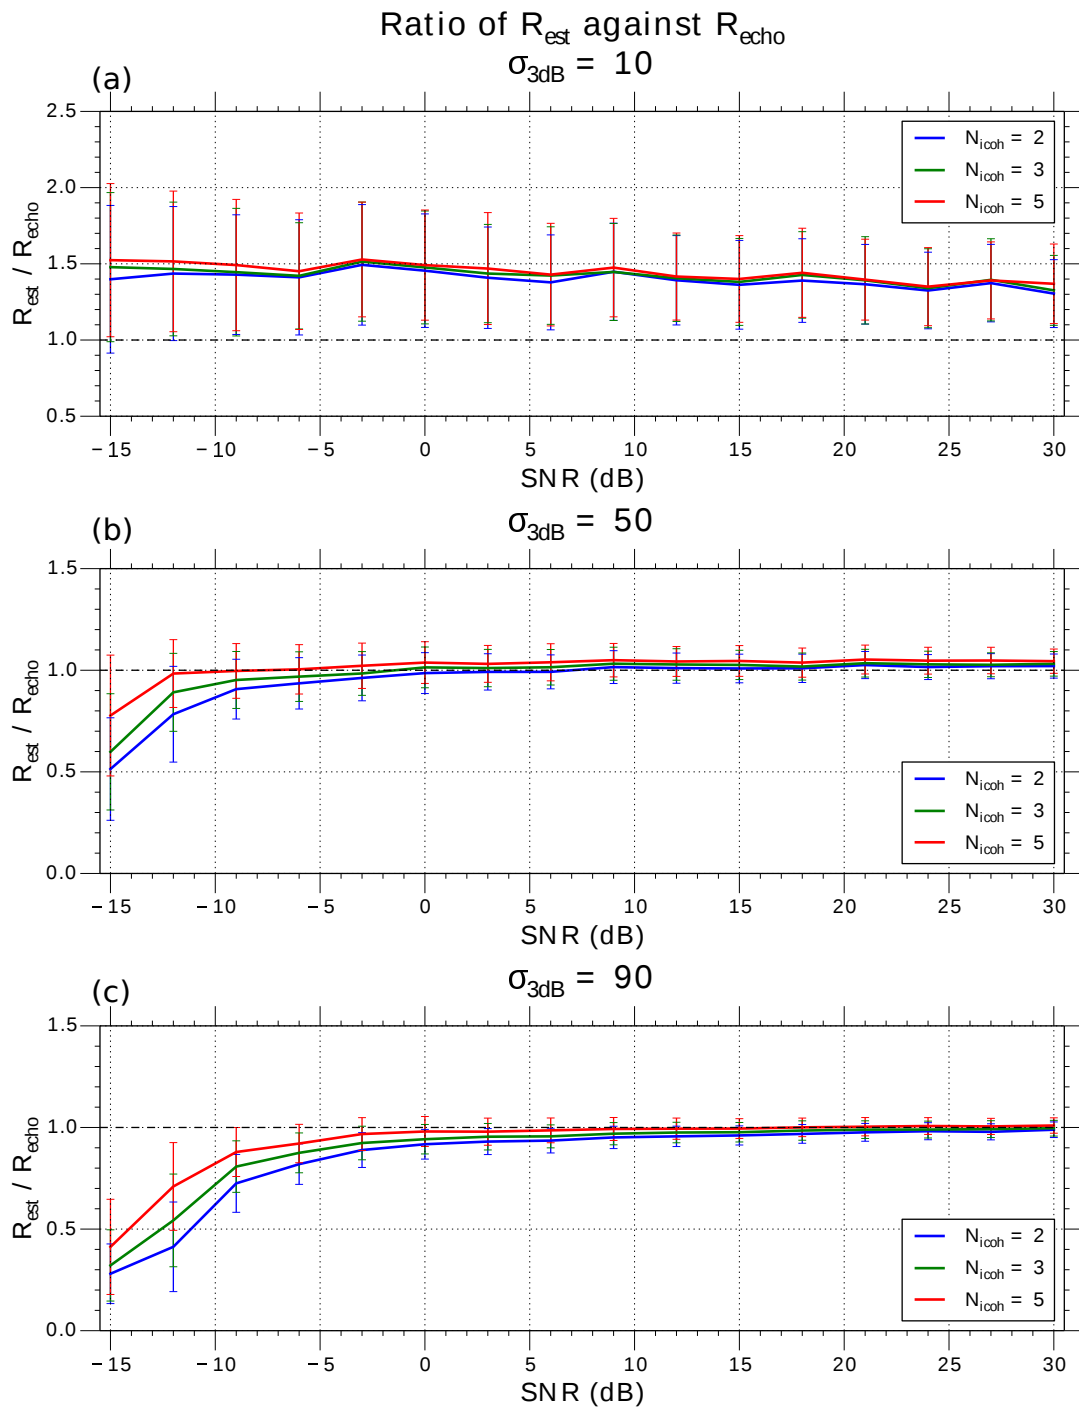 Ratio of R_est against R_echo
(a)
σ_3dB = 10
2.5
2.0
1.5
1.0
0.5
R_est / R_echo
N_icoh = 2
N_icoh = 3
N_icoh = 5
−15 −10 −5 0 5 10 15 20 25 30
SNR (dB)
(b)
σ_3dB = 50
1.5
1.0
0.5
0.0
R_est / R_echo
N_icoh = 2
N_icoh = 3
N_icoh = 5
−15 −10 −5 0 5 10 15 20 25 30
SNR (dB)
(c)
σ_3dB = 90
1.5
1.0
0.5
0.0
R_est / R_echo
N_icoh = 2
N_icoh = 3
N_icoh = 5
−15 −10 −5 0 5 10 15 20 25 30
SNR (dB)